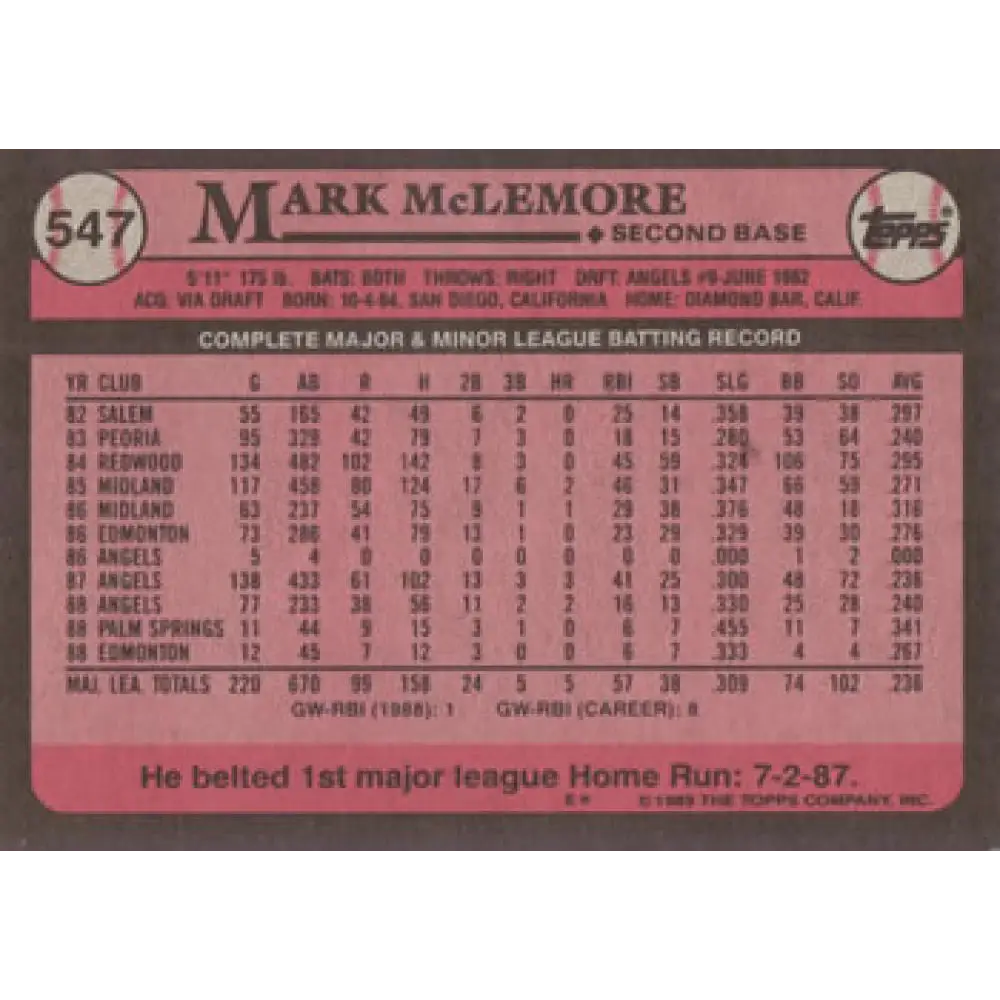 547 MARK McLEMORE Topps®
◆ SECOND BASE
5'11" 175 lb. BATS: BOTH THROWS: RIGHT DRFT: ANGELS #9-JUNE 1982
ACQ: VIA DRAFT BORN: 10-4-64, SAN DIEGO, CALIFORNIA HOME: DIAMOND BAR, CALIF.
COMPLETE MAJOR & MINOR LEAGUE BATTING RECORD
YR CLUB G AB R H 2B 3B HR RBI SB SLG BB SO AVG
82 SALEM 55 165 42 49 6 2 0 25 14 .358 39 38 .297
83 PEORIA 95 329 42 79 7 3 0 18 15 .280 53 64 .240
84 REDWOOD 134 482 102 142 8 3 0 45 59 .324 106 75 .295
85 MIDLAND 117 458 80 124 17 6 2 46 31 .347 66 59 .271
86 MIDLAND 63 237 54 75 9 1 1 29 38 .376 48 18 .316
86 EDMONTON 73 286 41 79 13 1 0 23 29 .329 39 30 .276
86 ANGELS 5 4 0 0 0 0 0 0 0 .000 1 2 .000
87 ANGELS 138 433 61 102 13 3 3 41 25 .300 48 72 .236
88 ANGELS 77 233 38 56 11 2 2 16 13 .330 25 28 .240
88 PALM SPRINGS 11 44 9 15 3 1 0 6 7 .455 11 7 .341
88 EDMONTON 12 45 7 12 3 0 0 6 7 .333 4 4 .267
MAJ. LEA. TOTALS 220 670 99 158 24 5 5 57 38 .309 74 102 .236
GW-RBI (1988): 1 GW-RBI (CAREER): 8
He belted 1st major league Home Run: 7-2-87.
E* © 1989 THE TOPPS COMPANY, INC.